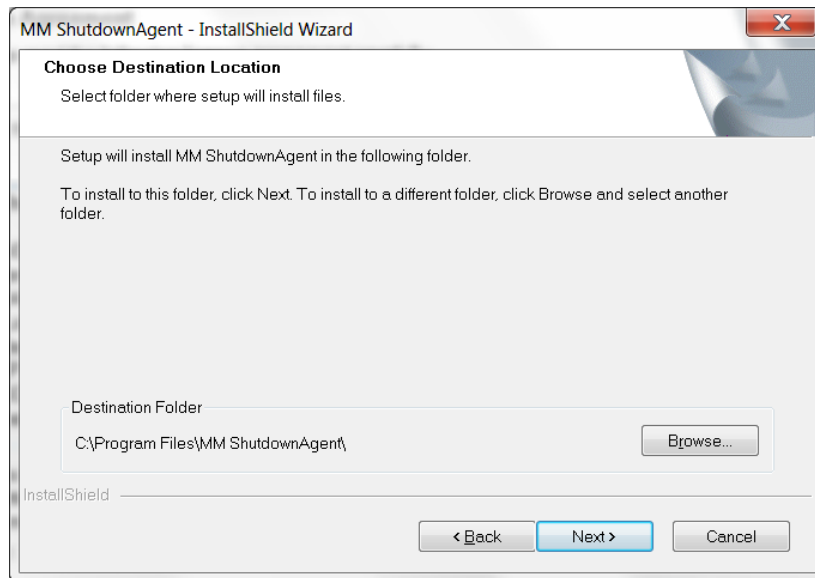 MM ShutdownAgent - InstallShield Wizard
Choose Destination Location
Select folder where setup will install files.
Setup will install MM ShutdownAgent in the following folder.
To install to this folder, click Next. To install to a different folder, click Browse and select another
folder.
Destination Folder
C:\Program Files\MM ShutdownAgent\
Browse...
InstallShield
< Back
Next >
Cancel